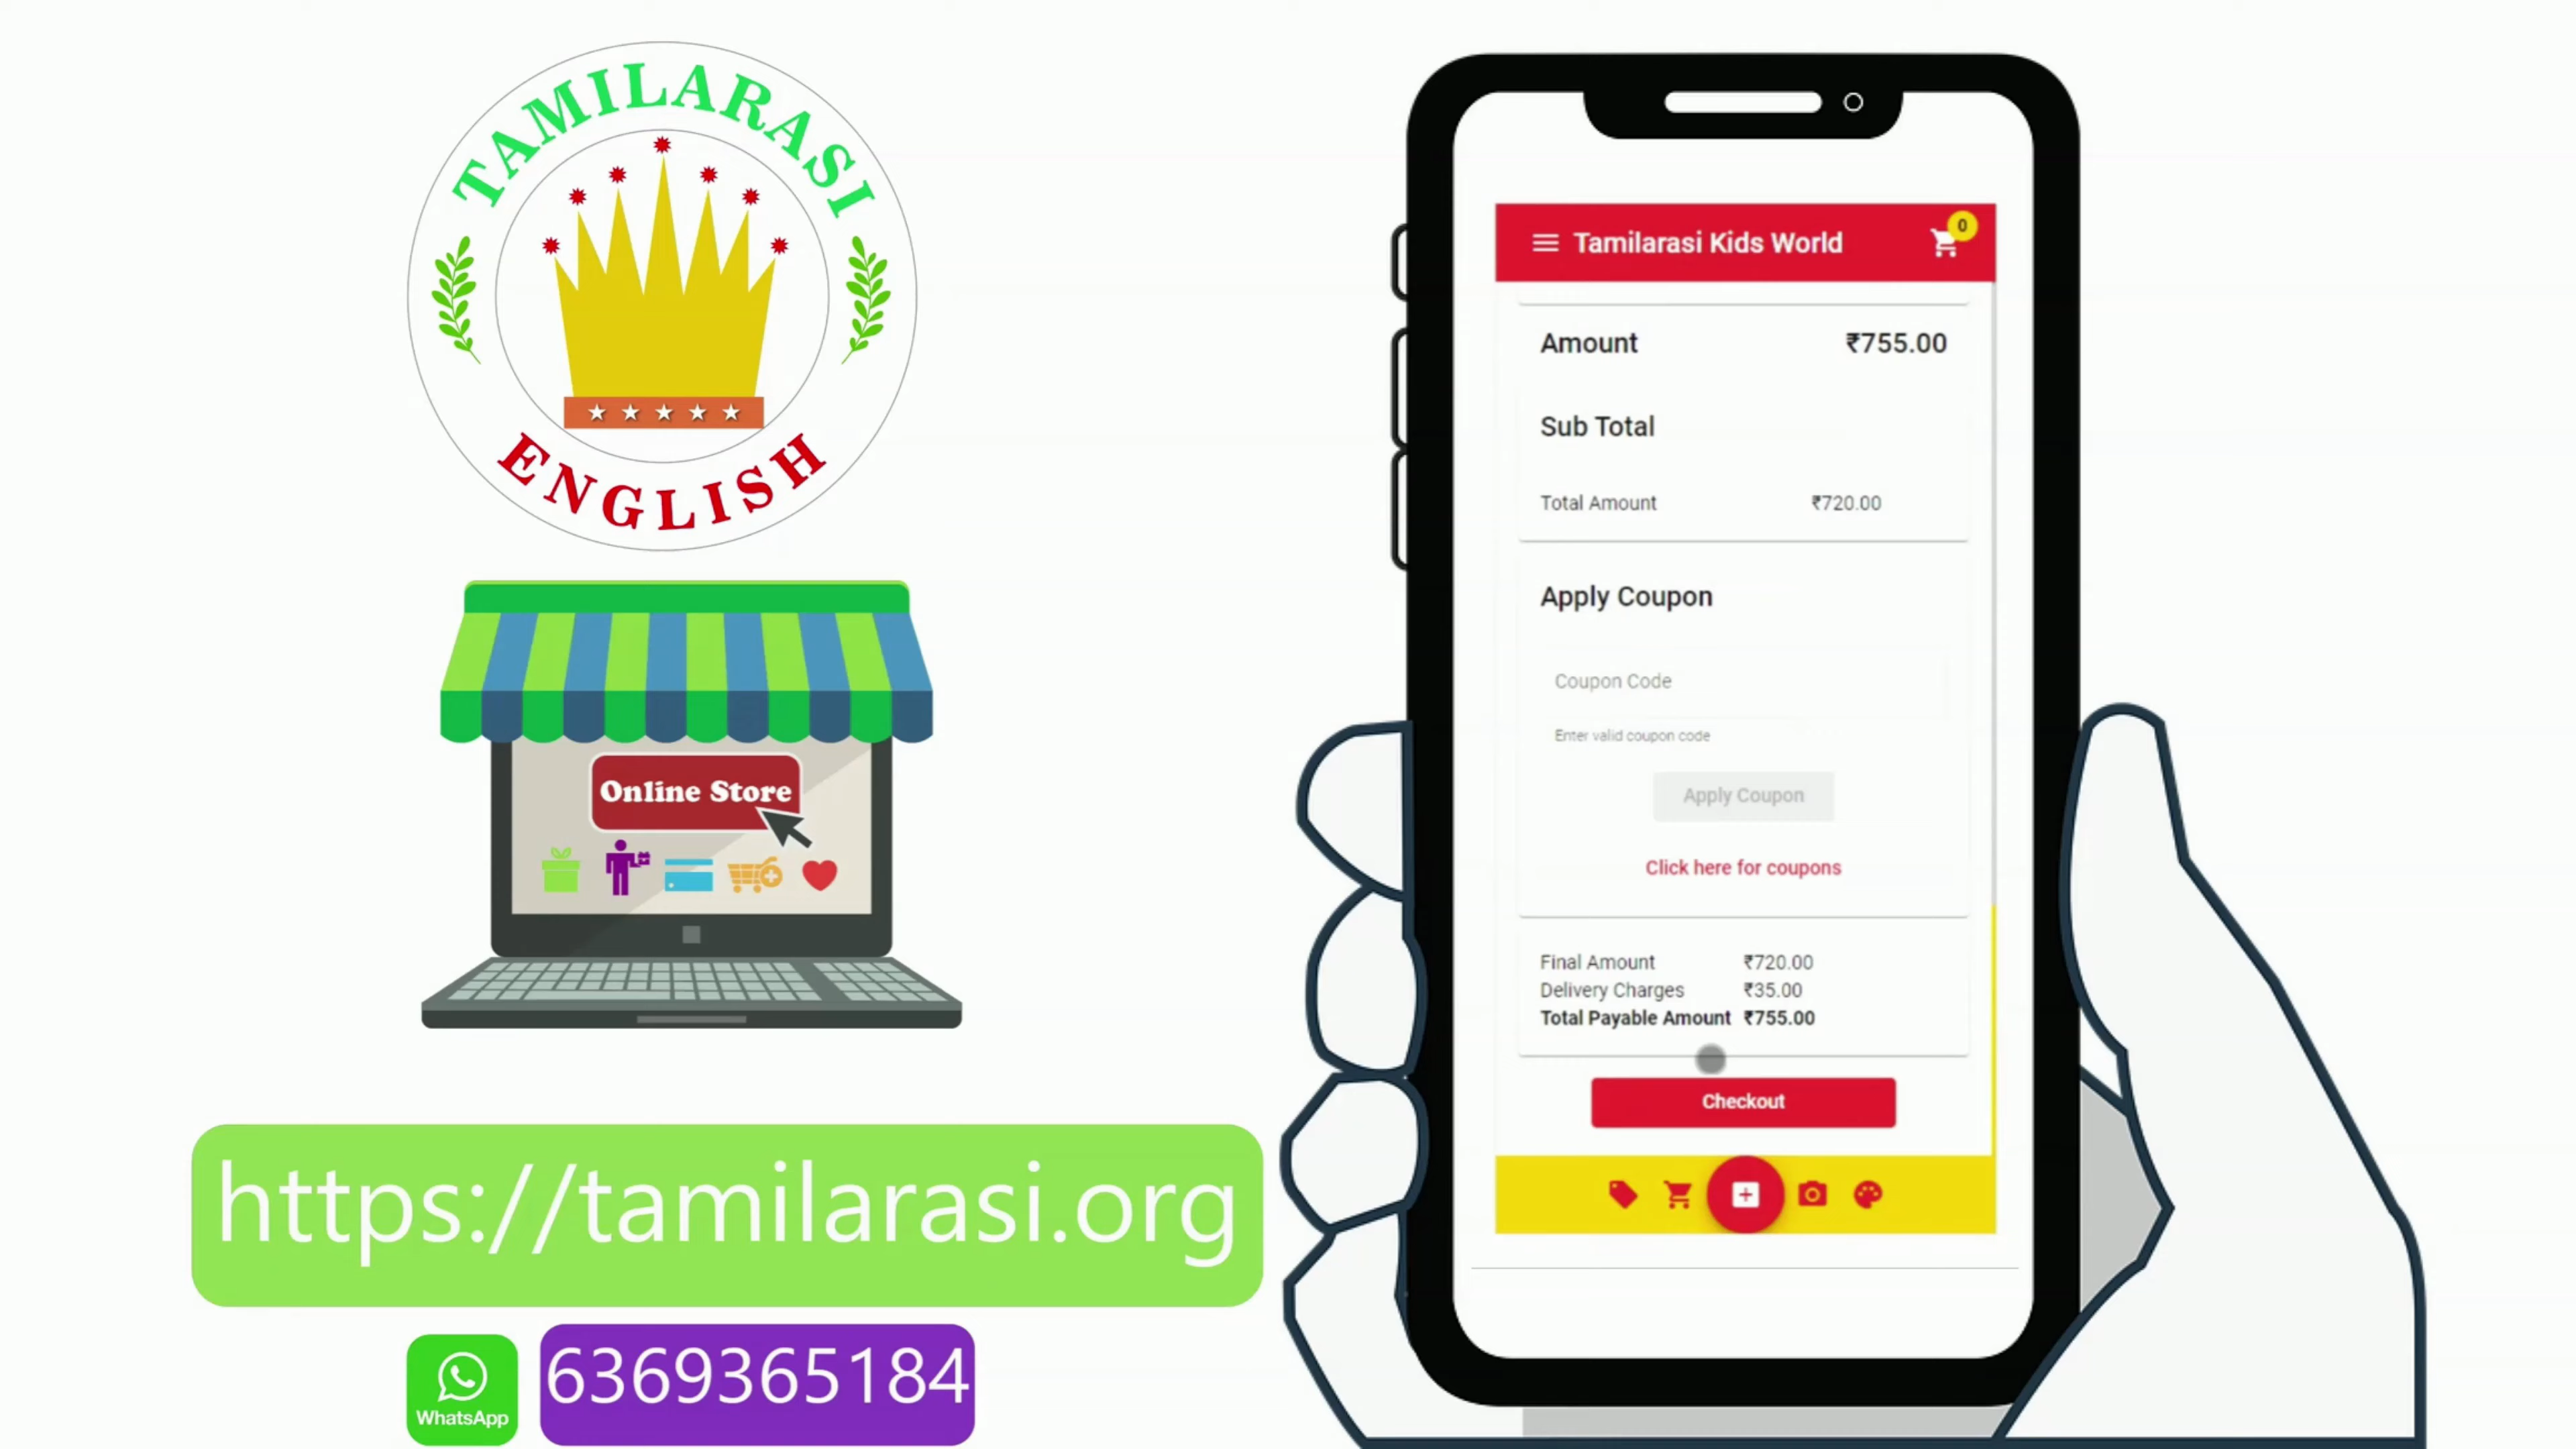 TAMILARASI
ENGLISH
Online Store
https://tamilarasi.org
WhatsApp
6369365184
Tamilarasi Kids World
0
Amount ₹755.00
Sub Total
Total Amount ₹720.00
Apply Coupon
Coupon Code
Enter valid coupon code
Apply Coupon
Click here for coupons
Final Amount ₹720.00
Delivery Charges ₹35.00
Total Payable Amount ₹755.00
Checkout